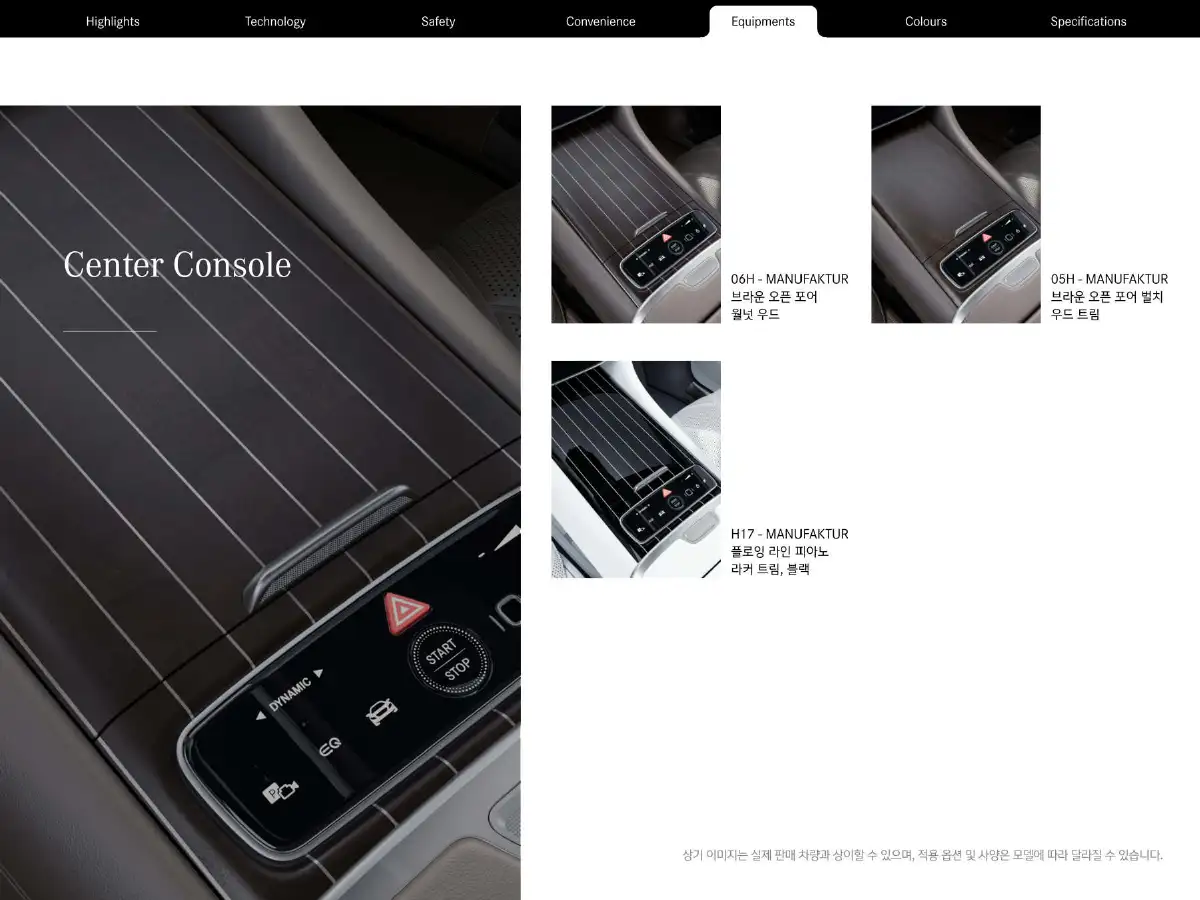 Highlights
Technology
Safety
Convenience
Equipments
Colours
Specifications
Center Console
DYNAMIC
EQ
P
START
STOP
06H - MANUFAKTUR
브라운 오픈 포어
월넛 우드
05H - MANUFAKTUR
브라운 오픈 포어 벌치
우드 트림
H17 - MANUFAKTUR
플로잉 라인 피아노
라커 트림, 블랙
상기 이미지는 실제 판매 차량과 상이할 수 있으며, 적용 옵션 및 사양은 모델에 따라 달라질 수 있습니다.